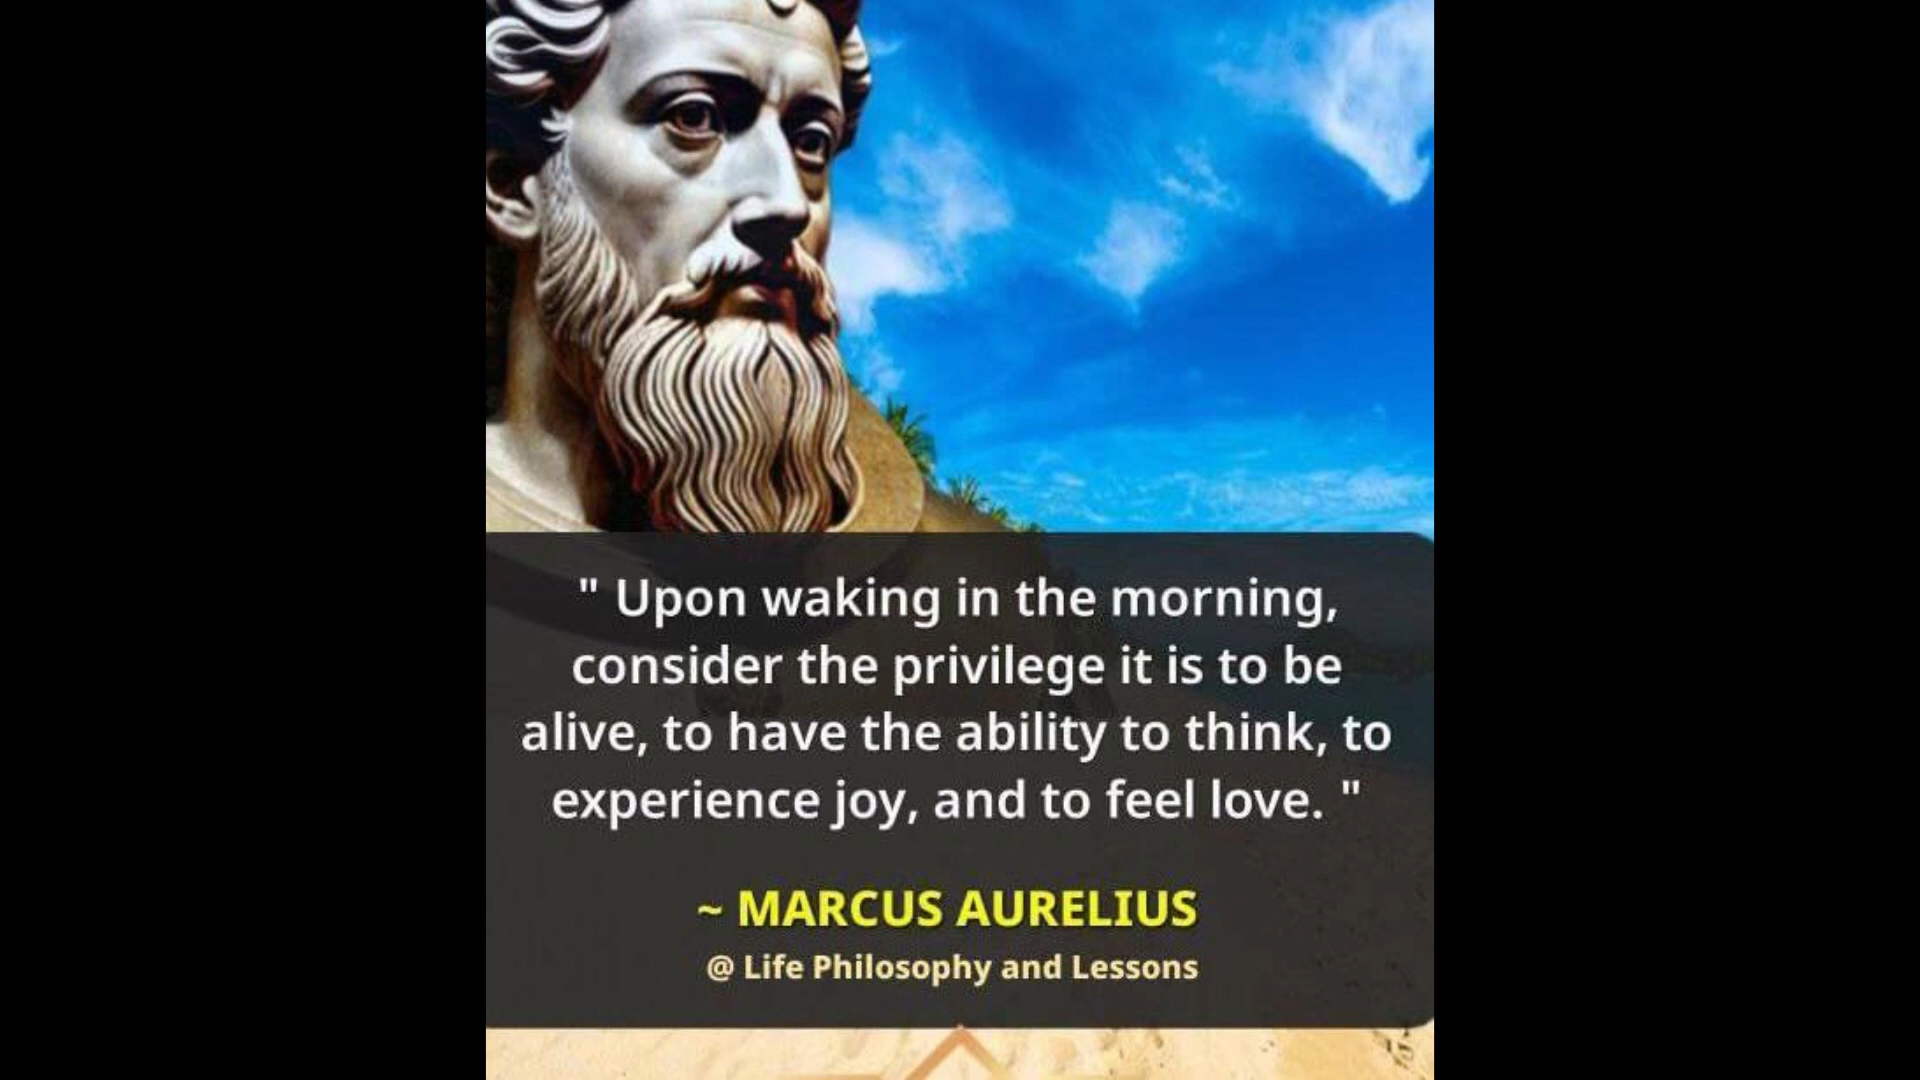 " Upon waking in the morning,
consider the privilege it is to be
alive, to have the ability to think, to
experience joy, and to feel love. "
~ MARCUS AURELIUS
@ Life Philosophy and Lessons